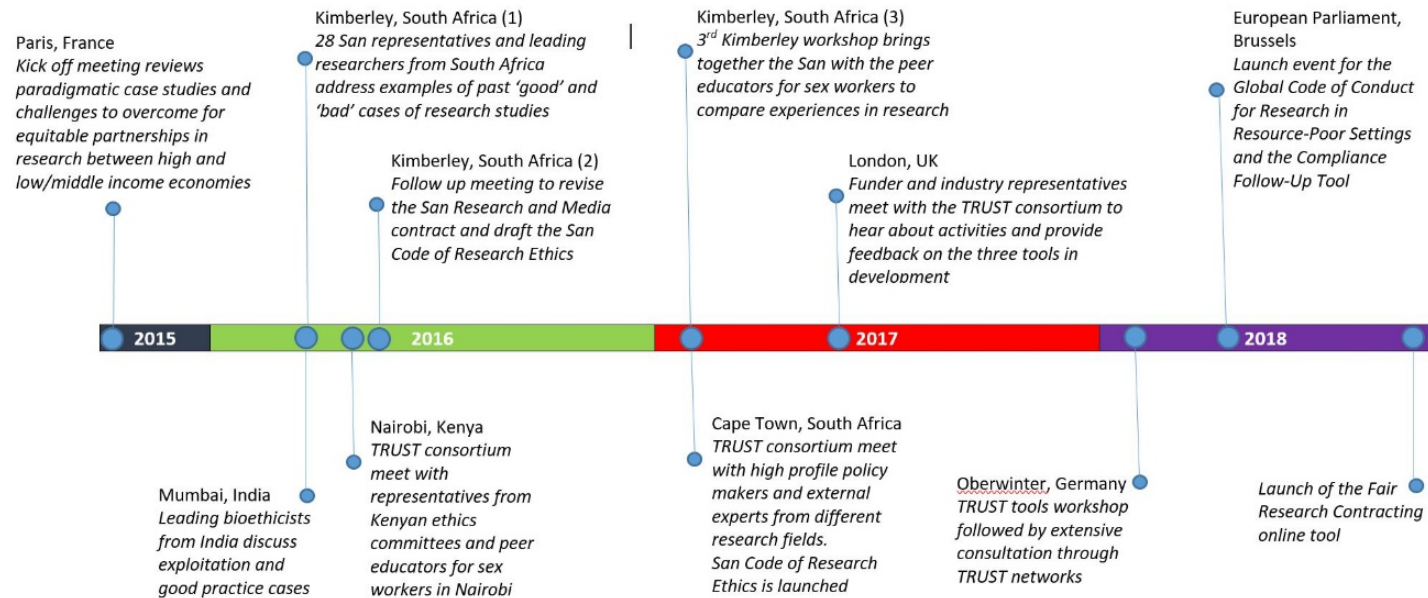 Paris, France
Kick off meeting reviews
paradigmatic case studies and
challenges to overcome for
equitable partnerships in
research between high and
low/middle income economies
Kimberley, South Africa (1)
28 San representatives and leading
researchers from South Africa
address examples of past ‘good’ and
‘bad’ cases of research studies
Kimberley, South Africa (2)
Follow up meeting to revise
the San Research and Media
contract and draft the San
Code of Research Ethics
Kimberley, South Africa (3)
3rd Kimberley workshop brings
together the San with the peer
educators for sex workers to
compare experiences in research
London, UK
Funder and industry representatives
meet with the TRUST consortium to
hear about activities and provide
feedback on the three tools in
development
European Parliament,
Brussels
Launch event for the
Global Code of Conduct
for Research in
Resource-Poor Settings
and the Compliance
Follow-Up Tool
2015
2016
2017
2018
Mumbai, India
Leading bioethicists
from India discuss
exploitation and
good practice cases
Nairobi, Kenya
TRUST consortium
meet with
representatives from
Kenyan ethics
committees and peer
educators for sex
workers in Nairobi
Cape Town, South Africa
TRUST consortium meet
with high profile policy
makers and external
experts from different
research fields.
San Code of Research
Ethics is launched
Oberwinter, Germany
TRUST tools workshop
followed by extensive
consultation through
TRUST networks
Launch of the Fair
Research Contracting
online tool